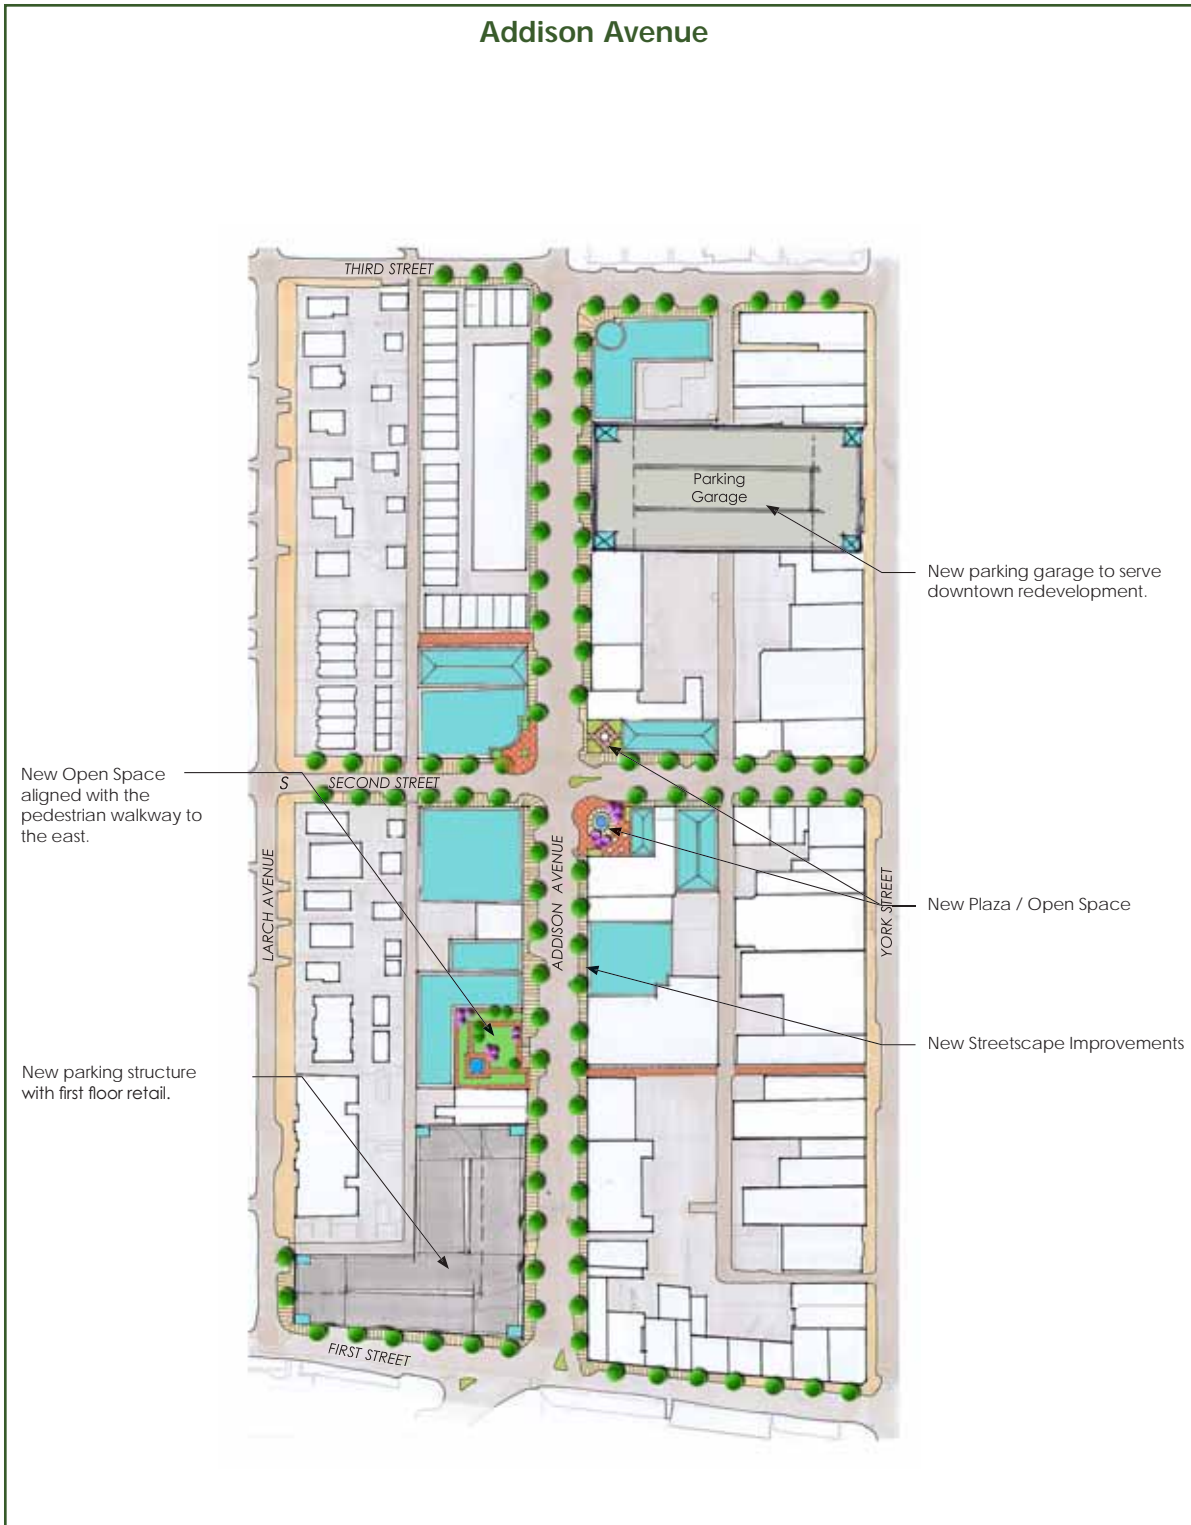 Addison Avenue
THIRD STREET
Parking
Garage
New parking garage to serve
downtown redevelopment.
New Open Space
aligned with the
pedestrian walkway to
the east.
S
SECOND STREET
LARCH AVENUE
ADDISON AVENUE
YORK STREET
New Plaza / Open Space
New Streetscape Improvements
New parking structure
with first floor retail.
FIRST STREET